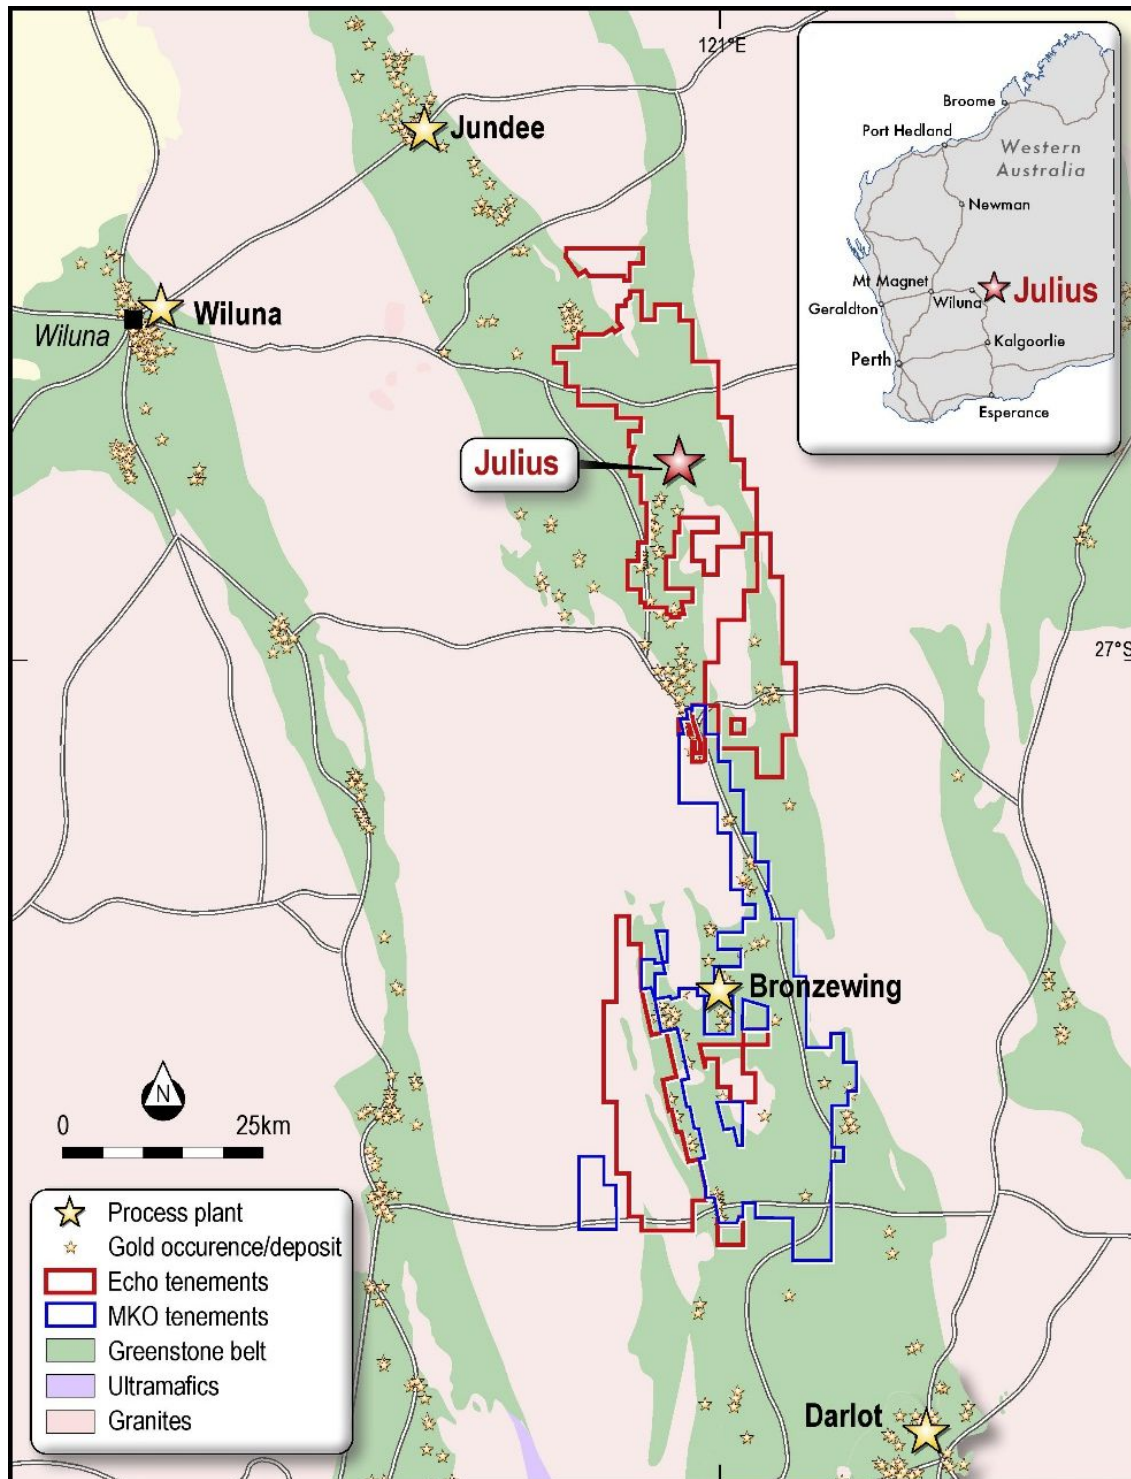 121°E
Jundee
Wiluna
Wiluna
Julius
27°S
Bronzewing
Darlot
Broome
Port Hedland
Western
Australia
Newman
Mt Magnet
Wiluna
Julius
Geraldton
Kalgoorlie
Perth
Esperance
N
0 25km
Process plant
Gold occurence/deposit
Echo tenements
MKO tenements
Greenstone belt
Ultramafics
Granites